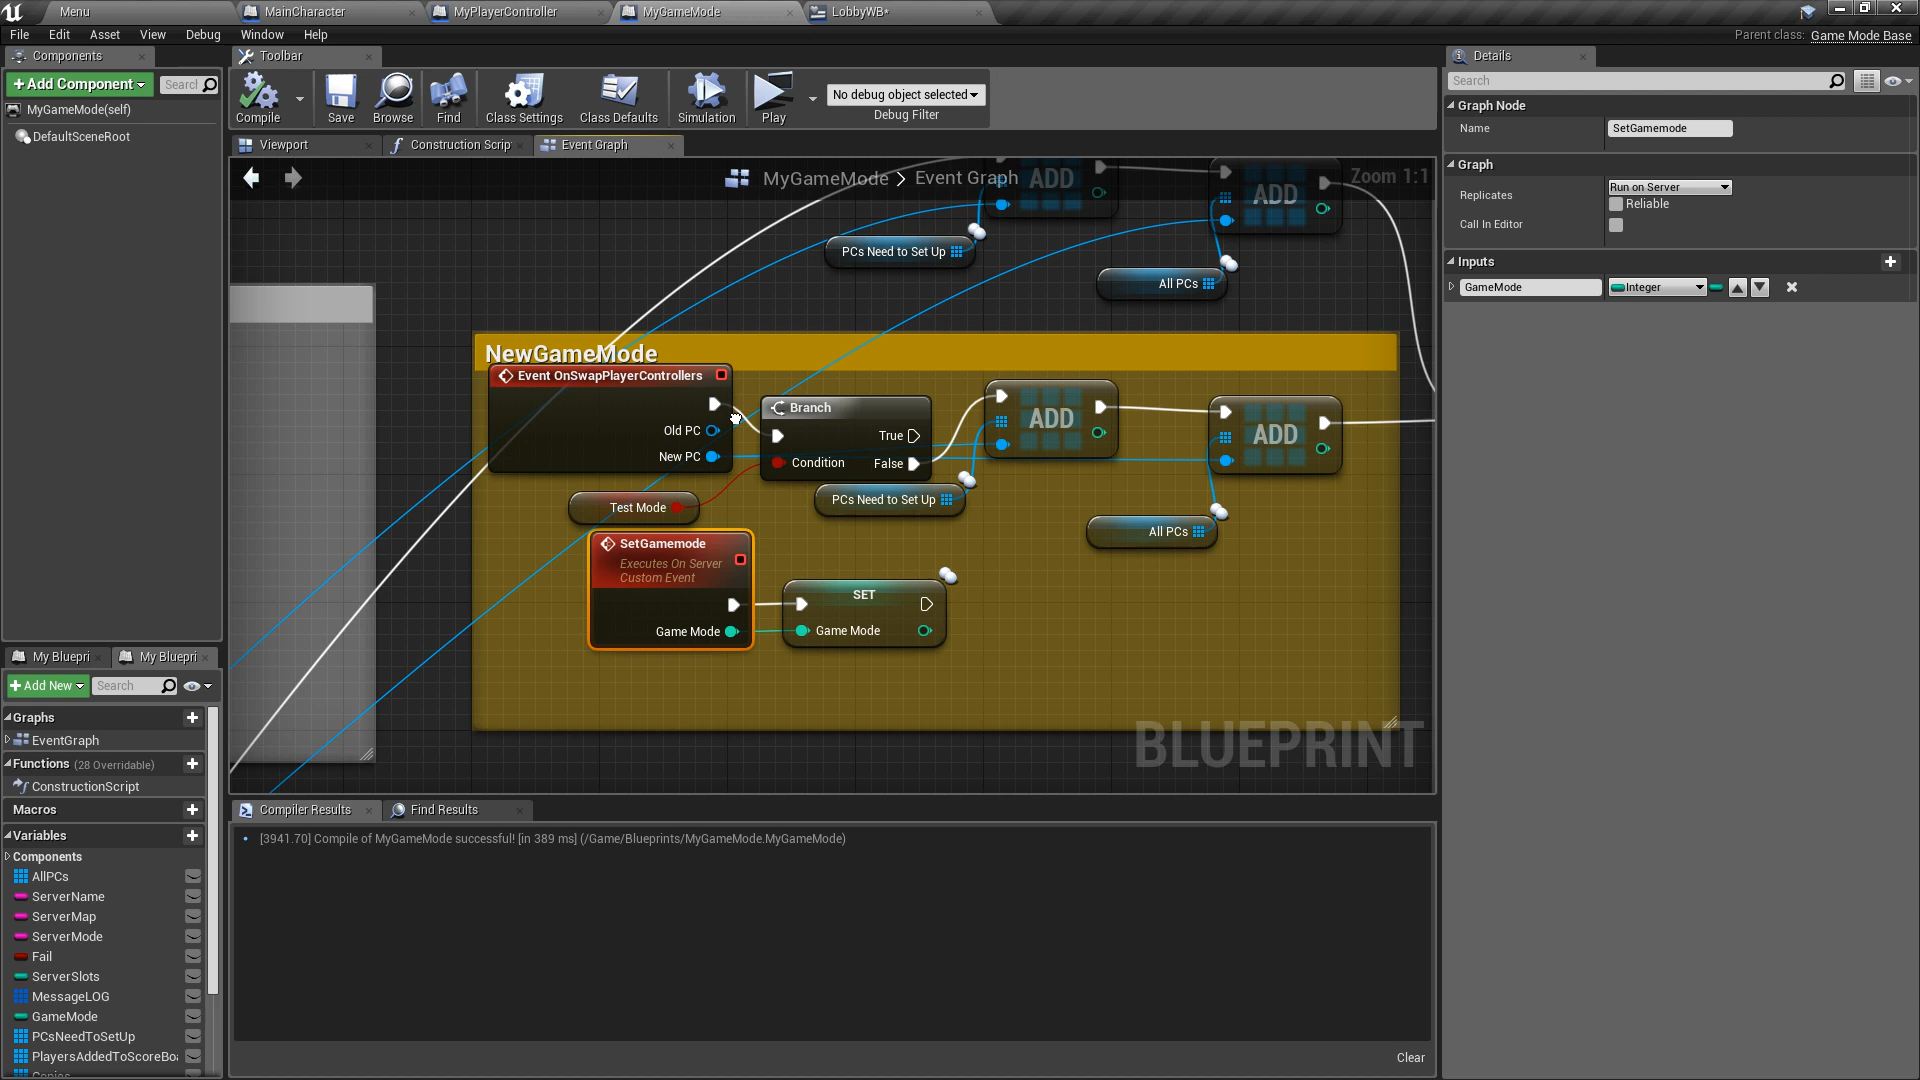 Menu
MainCharacter
MyPlayerController
MyGameMode
LobbyWB*
File
Edit
Asset
View
Debug
Window
Help
Parent class: Game Mode Base
Components
Toolbar
Details
+Add Component
Search
MyGameMode(self)
DefaultSceneRoot
Compile
Save
Browse
Find
Class Settings
Class Defaults
Simulation
Play
No debug object selected
Debug Filter
Viewport
Construction Scrip
Event Graph
MyGameMode > Event Graph
Zoom 1:1
ADD
ADD
PCs Need to Set Up
All PCs
NewGameMode
Event OnSwapPlayerControllers
Old PC
New PC
Branch
True
Condition
False
ADD
ADD
Test Mode
PCs Need to Set Up
All PCs
SetGamemode
Executes On Server
Custom Event
Game Mode
SET
Game Mode
BLUEPRINT
Search
Graph Node
Name
SetGamemode
Graph
Replicates
Run on Server
Reliable
Call In Editor
Inputs
GameMode
Integer
My Bluepri
My Bluepri
+Add New
Search
Graphs
EventGraph
Functions (28 Overridable)
ConstructionScript
Macros
Variables
Components
AllPCs
ServerName
ServerMap
ServerMode
Fail
ServerSlots
MessageLOG
GameMode
PCsNeedToSetUp
PlayersAddedToScoreBo
Compiler Results
Find Results
[3941.70] Compile of MyGameMode successful! [in 389 ms] (/Game/Blueprints/MyGameMode.MyGameMode)
Clear